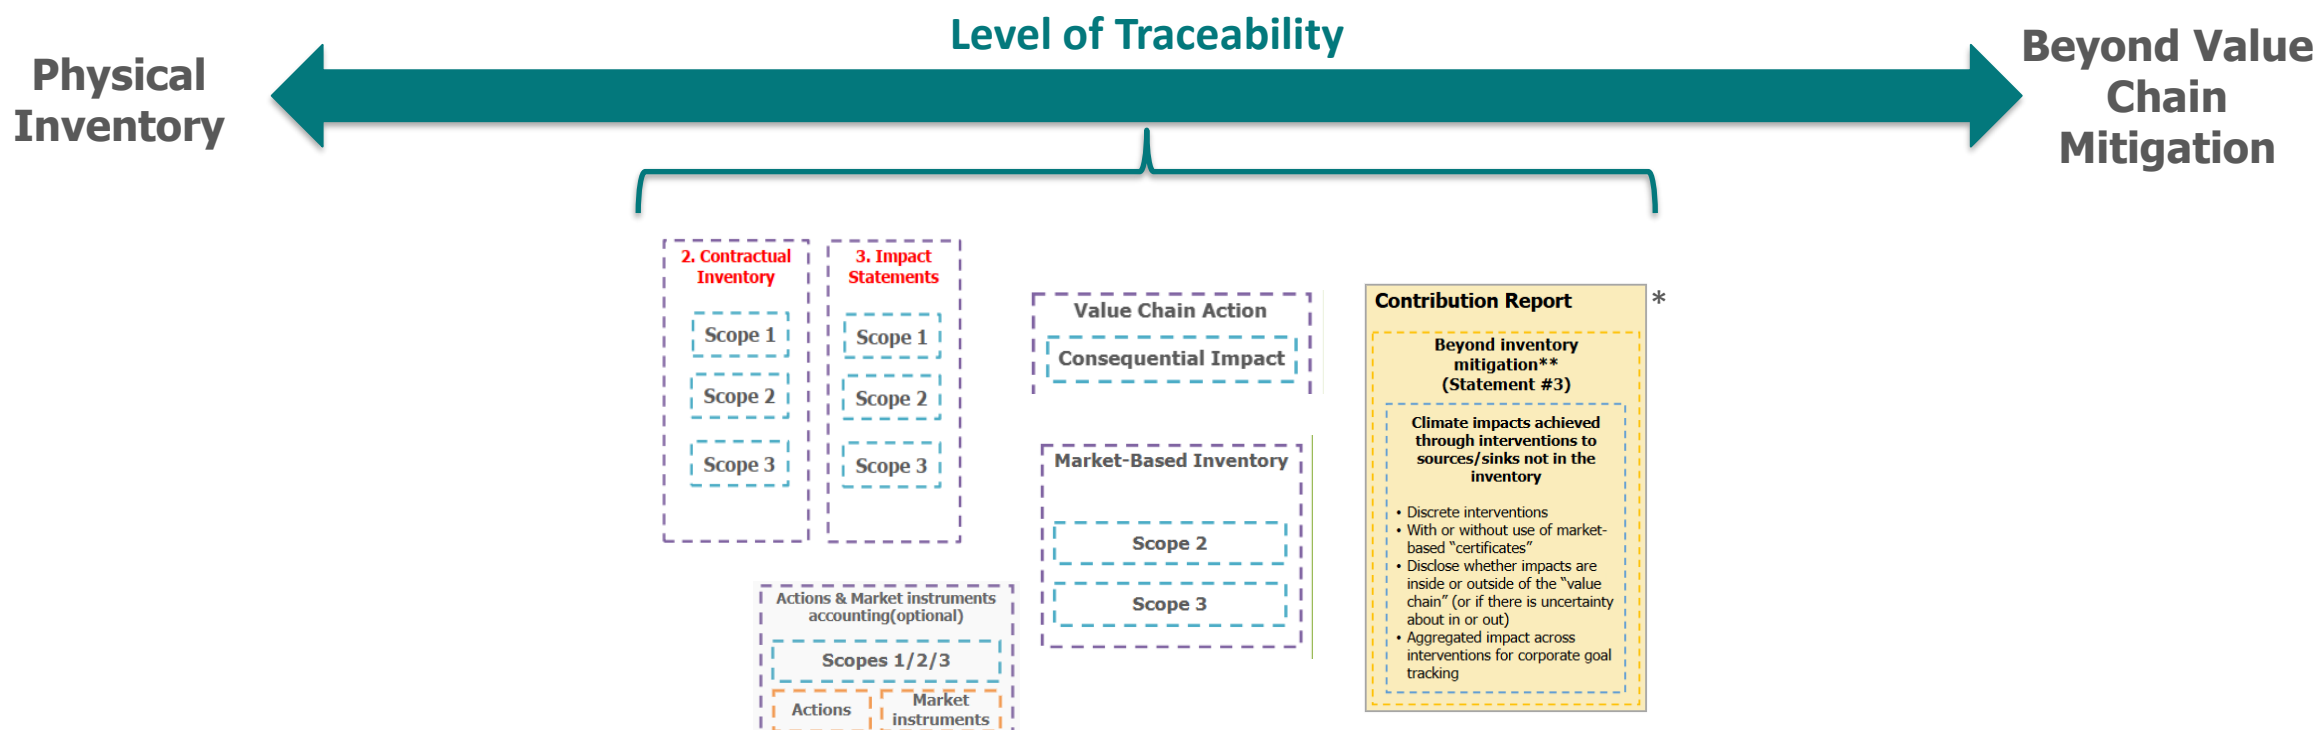 Level of Traceability
Physical
Inventory
Beyond Value
Chain
Mitigation
2. Contractual
Inventory
Scope 1
Scope 2
Scope 3
3. Impact
Statements
Scope 1
Scope 2
Scope 3
Value Chain Action
Consequential Impact
Market-Based Inventory
Scope 2
Scope 3
Actions & Market instruments
accounting(optional)
Scopes 1/2/3
Actions
Market
instruments
Contribution Report
*
Beyond inventory
mitigation**
(Statement #3)
Climate impacts achieved
through interventions to
sources/sinks not in the
inventory
• Discrete interventions
• With or without use of market-
based “certificates”
• Disclose whether impacts are
inside or outside of the “value
chain” (or if there is uncertainty
about in or out)
• Aggregated impact across
interventions for corporate goal
tracking